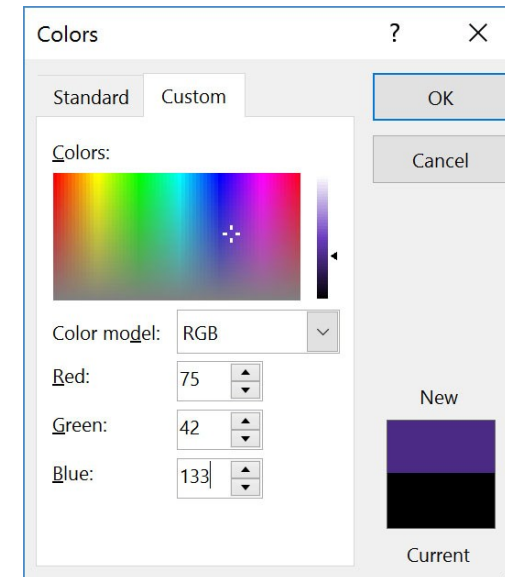 Colors ?
Standard Custom
OK
Cancel
Colors:
Color model: RGB
Red: 75
Green: 42
Blue: 133
New
Current